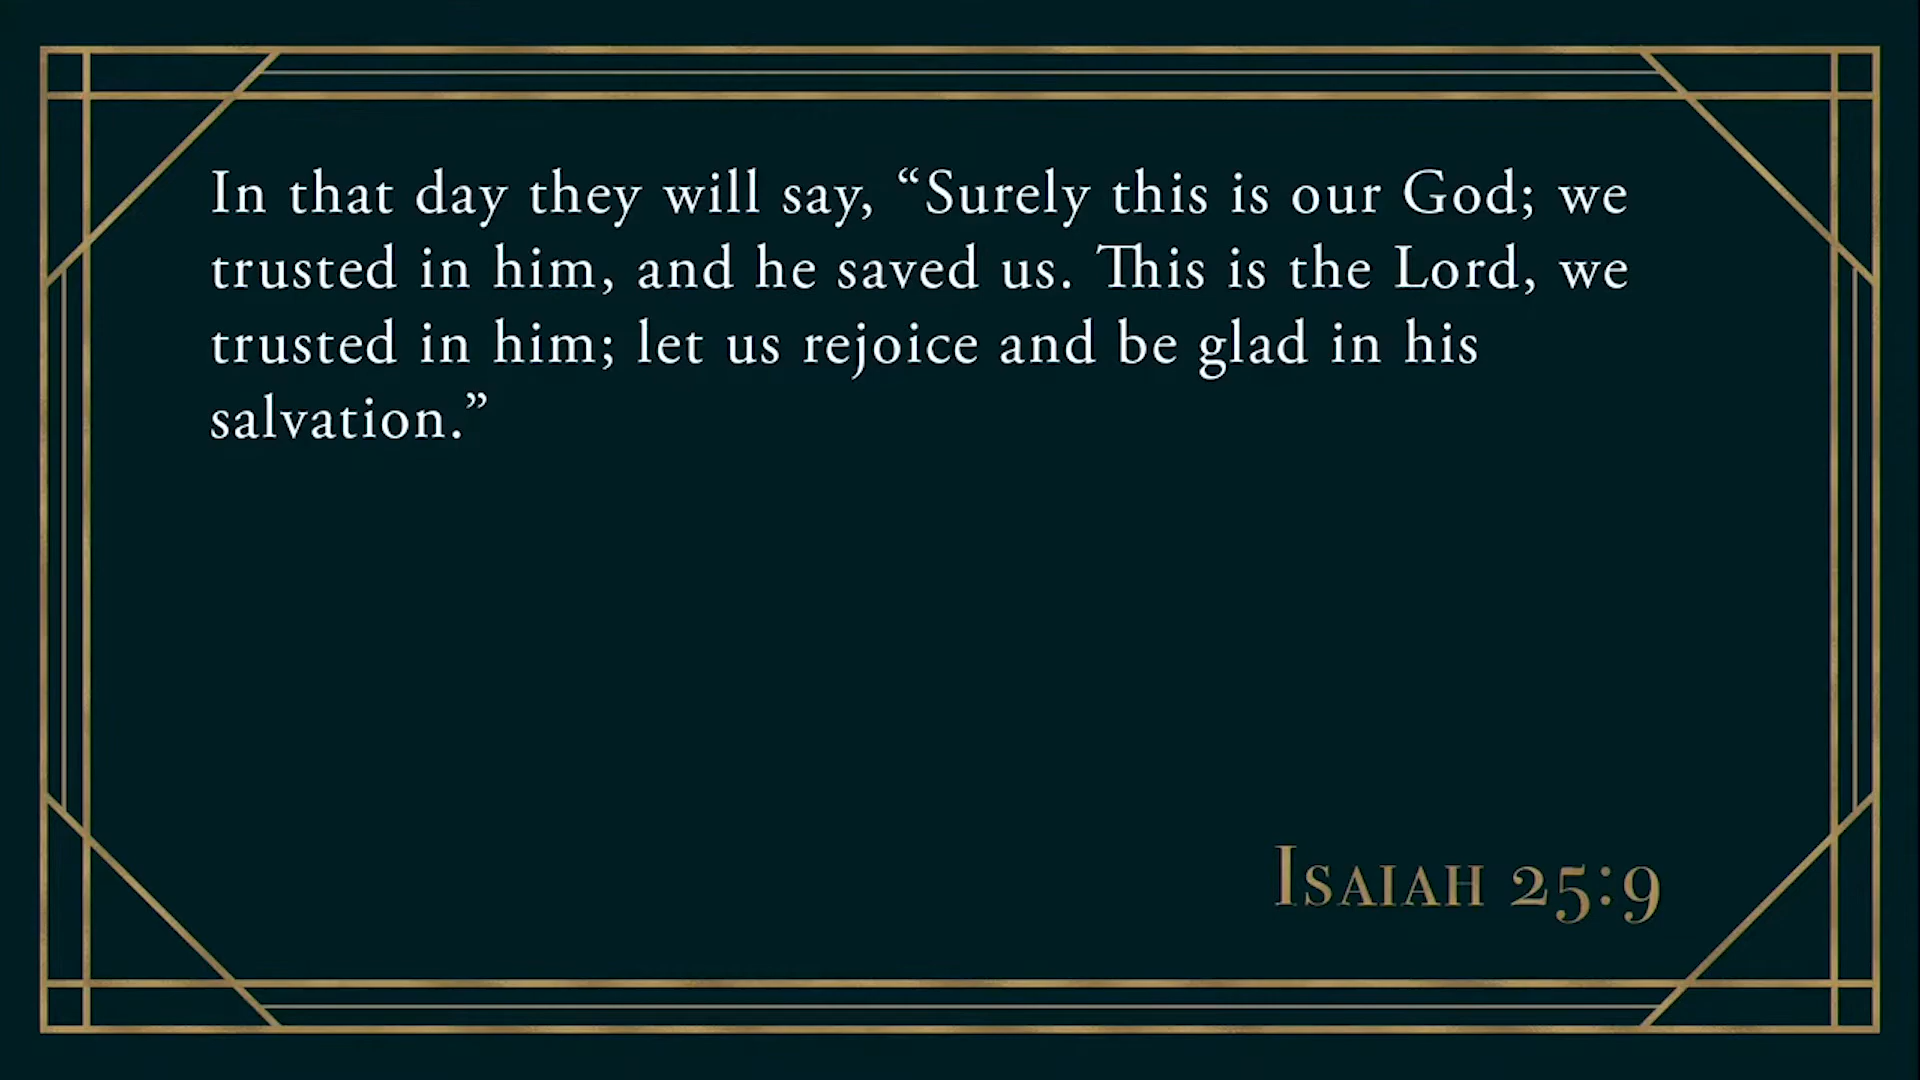 In that day they will say, “Surely this is our God; we
trusted in him, and he saved us. This is the Lord, we
trusted in him; let us rejoice and be glad in his
salvation.”
Isaiah 25:9